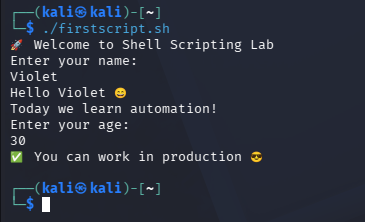 ┌──(kali㉿kali)-[~]
└─$ ./firstscript.sh
🚀 Welcome to Shell Scripting Lab
Enter your name:
Violet
Hello Violet 😄
Today we learn automation!
Enter your age:
30
✅ You can work in production 😎
┌──(kali㉿kali)-[~]
└─$